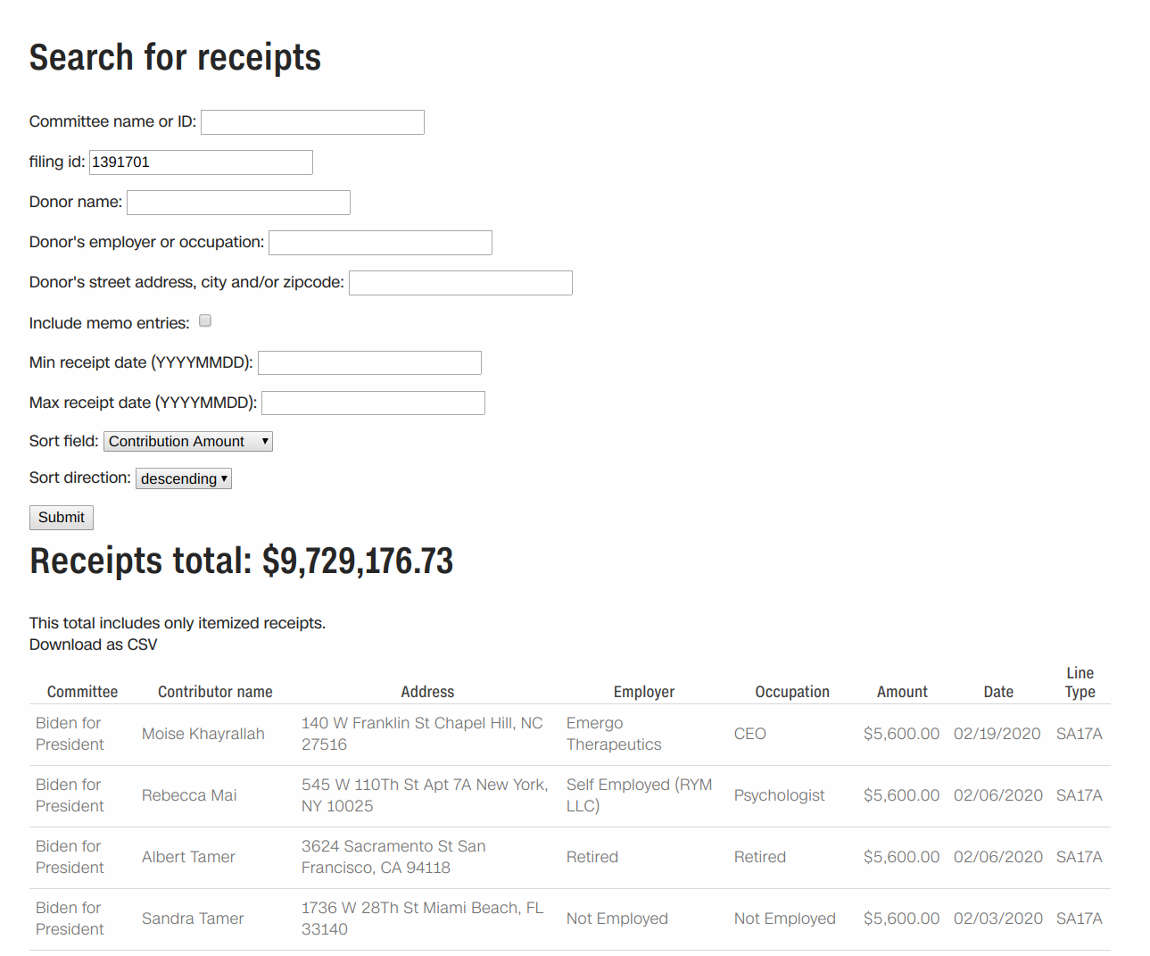 Search for receipts
Committee name or ID:
filing id: 1391701
Donor name:
Donor's employer or occupation:
Donor's street address, city and/or zipcode:
Include memo entries:
Min receipt date (YYYYMMDD):
Max receipt date (YYYYMMDD):
Sort field: Contribution Amount
Sort direction: descending
Submit
Receipts total: $9,729,176.73
This total includes only itemized receipts.
Download as CSV
Committee Contributor name Address Employer Occupation Amount Date Line Type
Biden for President Moise Khayrallah 140 W Franklin St Chapel Hill, NC 27516 Emergo Therapeutics CEO $5,600.00 02/19/2020 SA17A
Biden for President Rebecca Mai 545 W 110Th St Apt 7A New York, NY 10025 Self Employed (RYM LLC) Psychologist $5,600.00 02/06/2020 SA17A
Biden for President Albert Tamer 3624 Sacramento St San Francisco, CA 94118 Retired Retired $5,600.00 02/06/2020 SA17A
Biden for President Sandra Tamer 1736 W 28Th St Miami Beach, FL 33140 Not Employed Not Employed $5,600.00 02/03/2020 SA17A